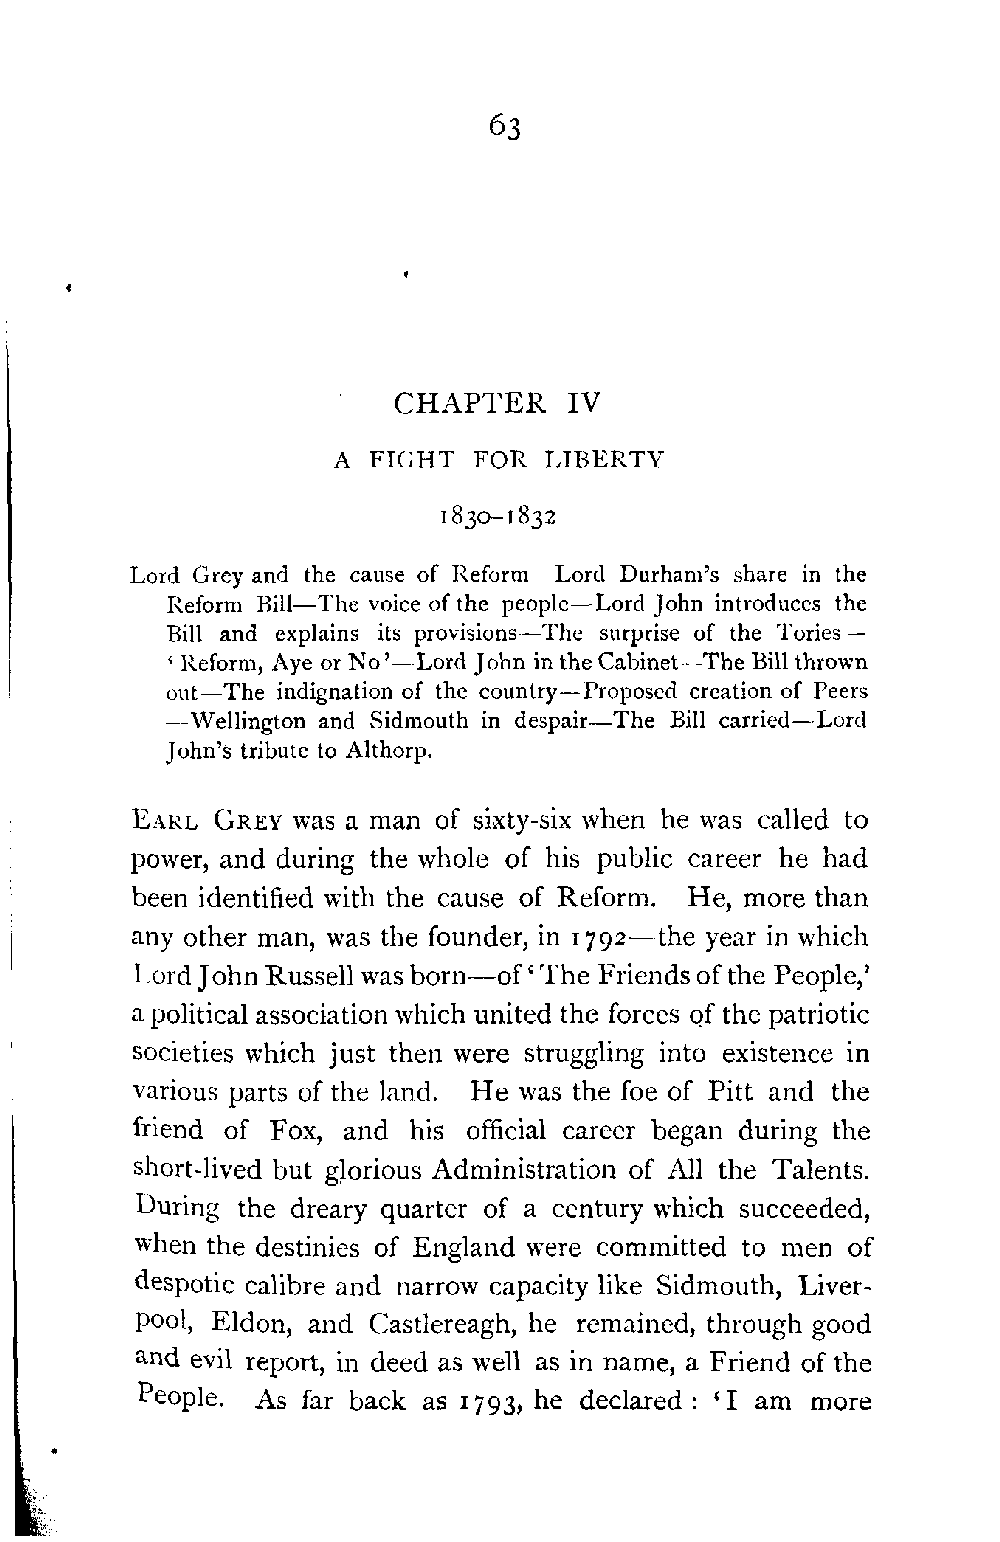 63
CHAPTER IV
A FIGHT FOR LIBERTY
1830–1832
Lord Grey and the cause of Reform Lord Durham's share in the
Reform Bill—The voice of the people—Lord John introduces the
Bill and explains its provisions—The surprise of the Tories—
‘Reform, Aye or No’—Lord John in the Cabinet--The Bill thrown
out—The indignation of the country—Proposed creation of Peers
—Wellington and Sidmouth in despair—The Bill carried—Lord
John's tribute to Althorp.
EARL GREY was a man of sixty-six when he was called to
power, and during the whole of his public career he had
been identified with the cause of Reform. He, more than
any other man, was the founder, in 1792—the year in which
Lord John Russell was born—of ‘The Friends of the People,’
a political association which united the forces of the patriotic
societies which just then were struggling into existence in
various parts of the land. He was the foe of Pitt and the
friend of Fox, and his official career began during the
short-lived but glorious Administration of All the Talents.
During the dreary quarter of a century which succeeded,
when the destinies of England were committed to men of
despotic calibre and narrow capacity like Sidmouth, Liver-
pool, Eldon, and Castlereagh, he remained, through good
and evil report, in deed as well as in name, a Friend of the
People. As far back as 1793, he declared : ‘I am more